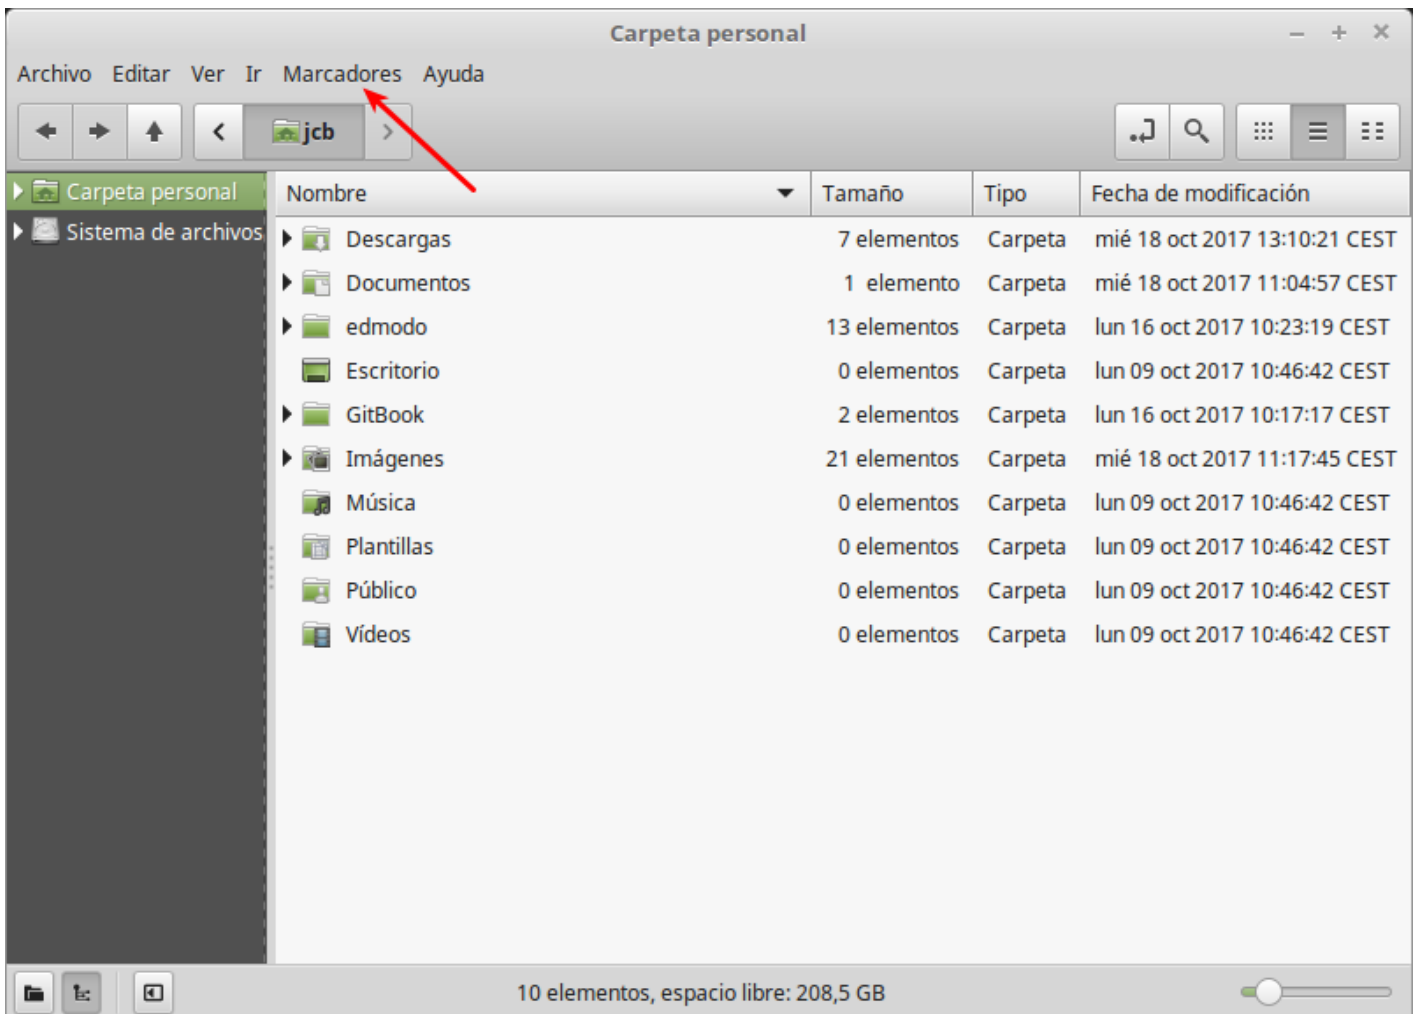 Carpeta personal
Archivo Editar Ver Ir Marcadores Ayuda
jcb
Carpeta personal
Sistema de archivos
Nombre Tamaño Tipo Fecha de modificación
Descargas 7 elementos Carpeta mié 18 oct 2017 13:10:21 CEST
Documentos 1 elemento Carpeta mié 18 oct 2017 11:04:57 CEST
edmodo 13 elementos Carpeta lun 16 oct 2017 10:23:19 CEST
Escritorio 0 elementos Carpeta lun 09 oct 2017 10:46:42 CEST
GitBook 2 elementos Carpeta lun 16 oct 2017 10:17:17 CEST
Imágenes 21 elementos Carpeta mié 18 oct 2017 11:17:45 CEST
Música 0 elementos Carpeta lun 09 oct 2017 10:46:42 CEST
Plantillas 0 elementos Carpeta lun 09 oct 2017 10:46:42 CEST
Público 0 elementos Carpeta lun 09 oct 2017 10:46:42 CEST
Vídeos 0 elementos Carpeta lun 09 oct 2017 10:46:42 CEST
10 elementos, espacio libre: 208,5 GB